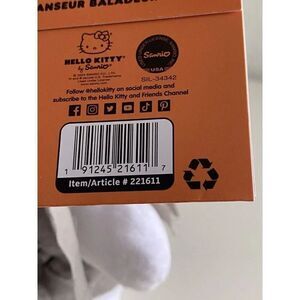 ANSEUR BALADEUR
HELLO KITTY
by Sanrio
Sanrio
USA
SIL-34342
Follow @hellokitty on social media and
subscribe to the Hello Kitty and Friends Channel
1 91245 21611 7
Item/Article # 221611